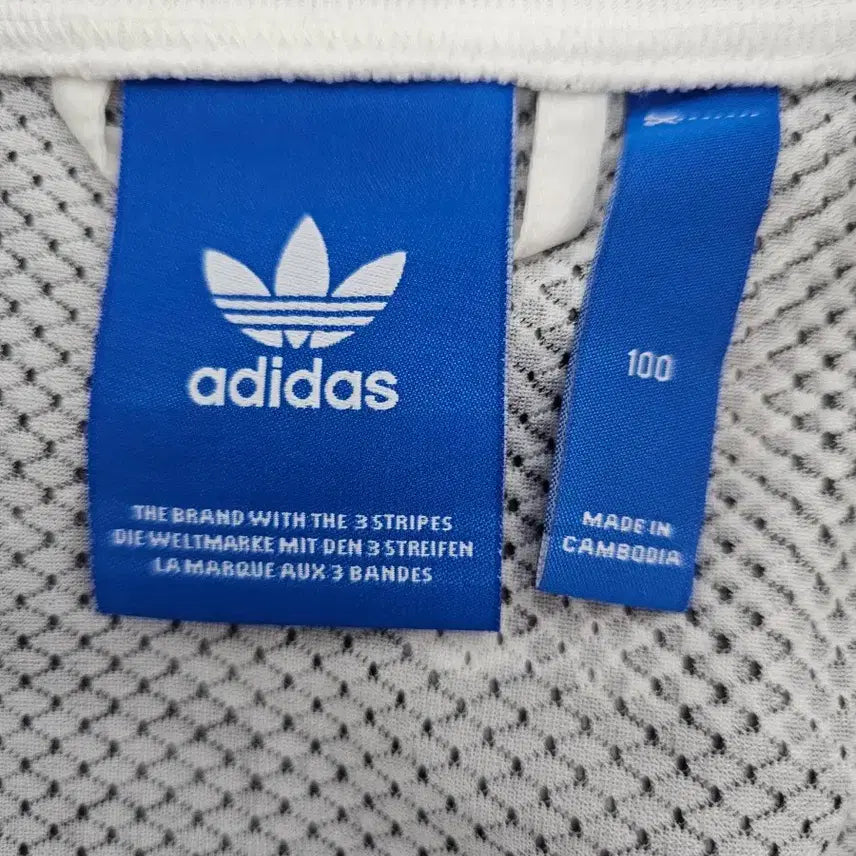 adidas
THE BRAND WITH THE 3 STRIPES
DIE WELTMARKE MIT DEN 3 STREIFEN
LA MARQUE AUX 3 BANDES
100
MADE IN
CAMBODIA